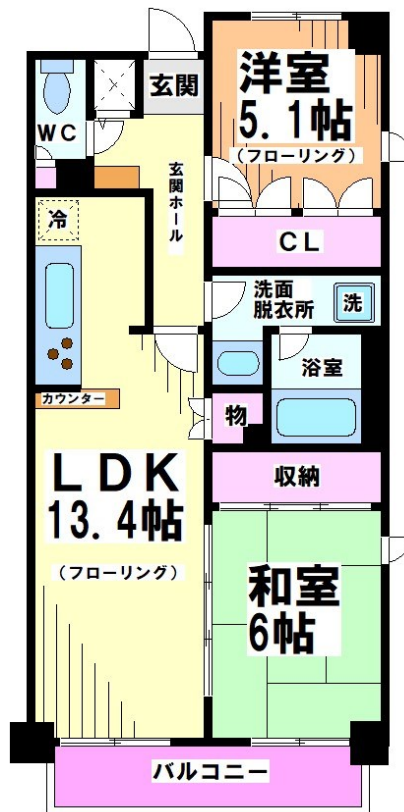 玄関
洋室
5.1帖
(フローリング)
WC
玄関ホール
冷
CL
洗面
脱衣所
洗
浴室
カウンター
物
LDK
13.4帖
(フローリング)
収納
和室
6帖
バルコニー